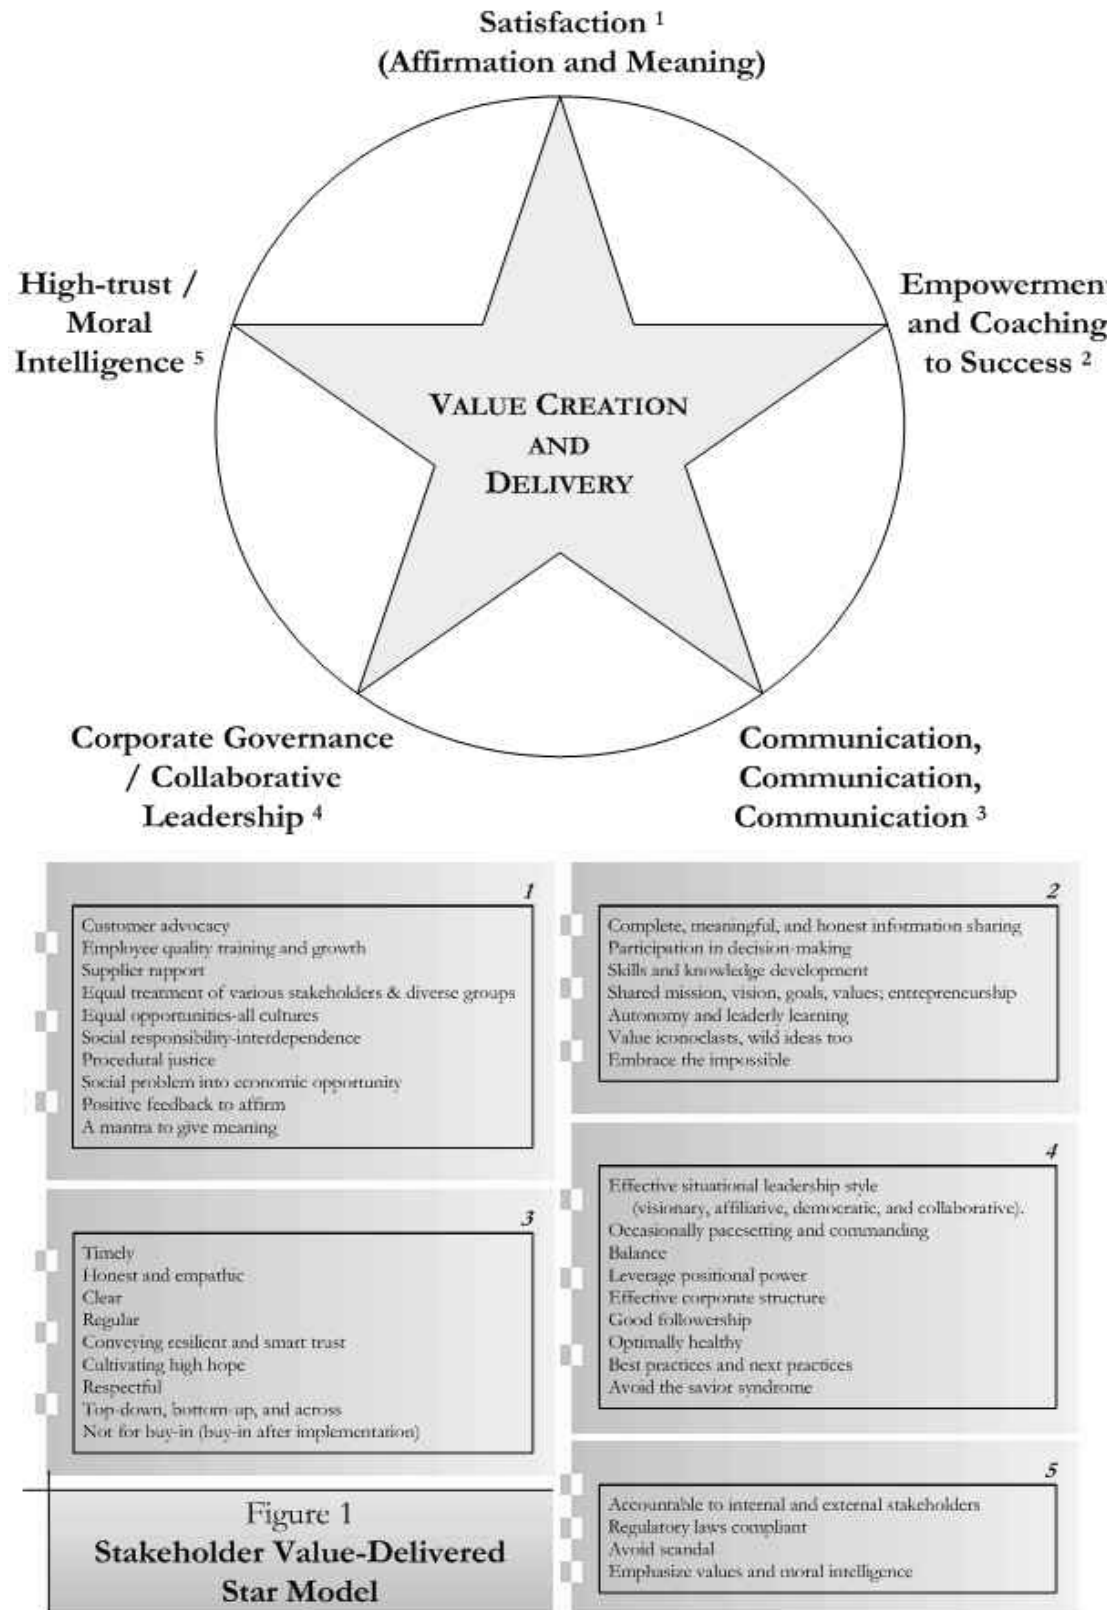 Satisfaction ¹
(Affirmation and Meaning)
High-trust /
Moral
Intelligence ⁵
Empowermen
and Coaching
to Success ²
VALUE CREATION
AND
DELIVERY
Corporate Governance
/ Collaborative
Leadership ⁴
Communication,
Communication,
Communication ³
1
Customer advocacy
Employee quality training and growth
Supplier rapport
Equal treatment of various stakeholders & diverse groups
Equal opportunities-all cultures
Social responsibility-interdependence
Procedural justice
Social problem into economic opportunity
Positive feedback to affirm
A mantra to give meaning
2
Complete, meaningful, and honest information sharing
Participation in decision-making
Skills and knowledge development
Shared mission, vision, goals, values; entrepreneurship
Autonomy and leaderly learning
Value iconoclasts, wild ideas too
Embrace the impossible
3
Timely
Honest and empathic
Clear
Regular
Conveying resilient and smart trust
Cultivating high hope
Respectful
Top-down, bottom-up, and across
Not for buy-in (buy-in after implementation)
4
Effective situational leadership style
(visionary, affiliative, democratic, and collaborative).
Occasionally pacesetting and commanding
Balance
Leverage positional power
Effective corporate structure
Good followership
Optimally healthy
Best practices and next practices
Avoid the savior syndrome
5
Accountable to internal and external stakeholders
Regulatory laws compliant
Avoid scandal
Emphasize values and moral intelligence
Figure 1
Stakeholder Value-Delivered
Star Model